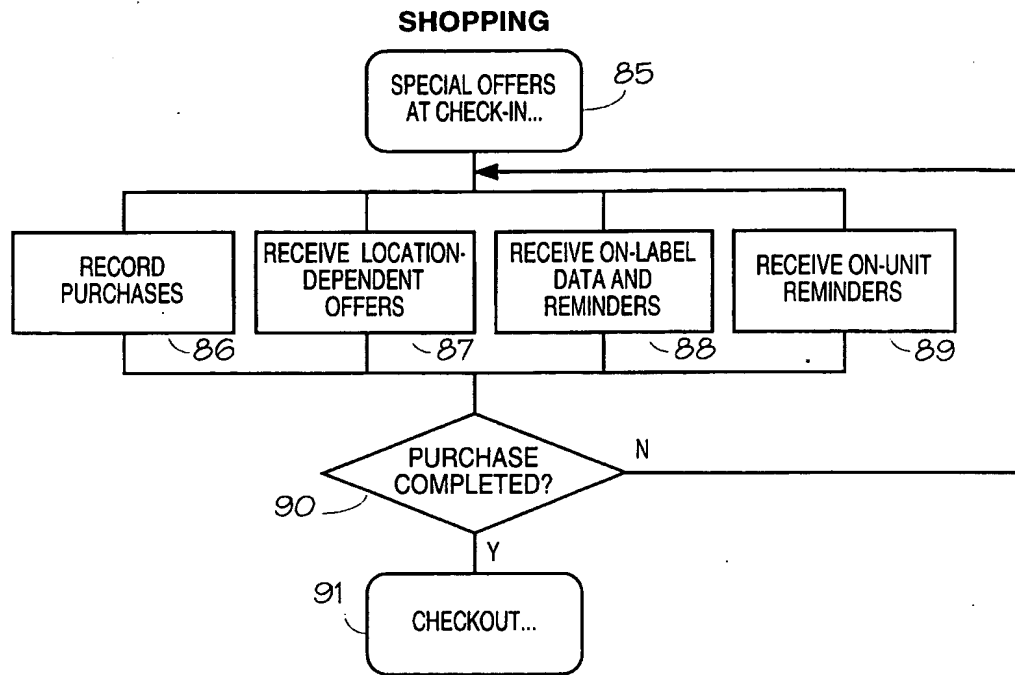 SHOPPING
SPECIAL OFFERS
AT CHECK-IN...
85
RECORD
PURCHASES
86
RECEIVE LOCATION-
DEPENDENT
OFFERS
87
RECEIVE ON-LABEL
DATA AND
REMINDERS
88
RECEIVE ON-UNIT
REMINDERS
89
PURCHASE
COMPLETED?
90
N
Y
91
CHECKOUT...